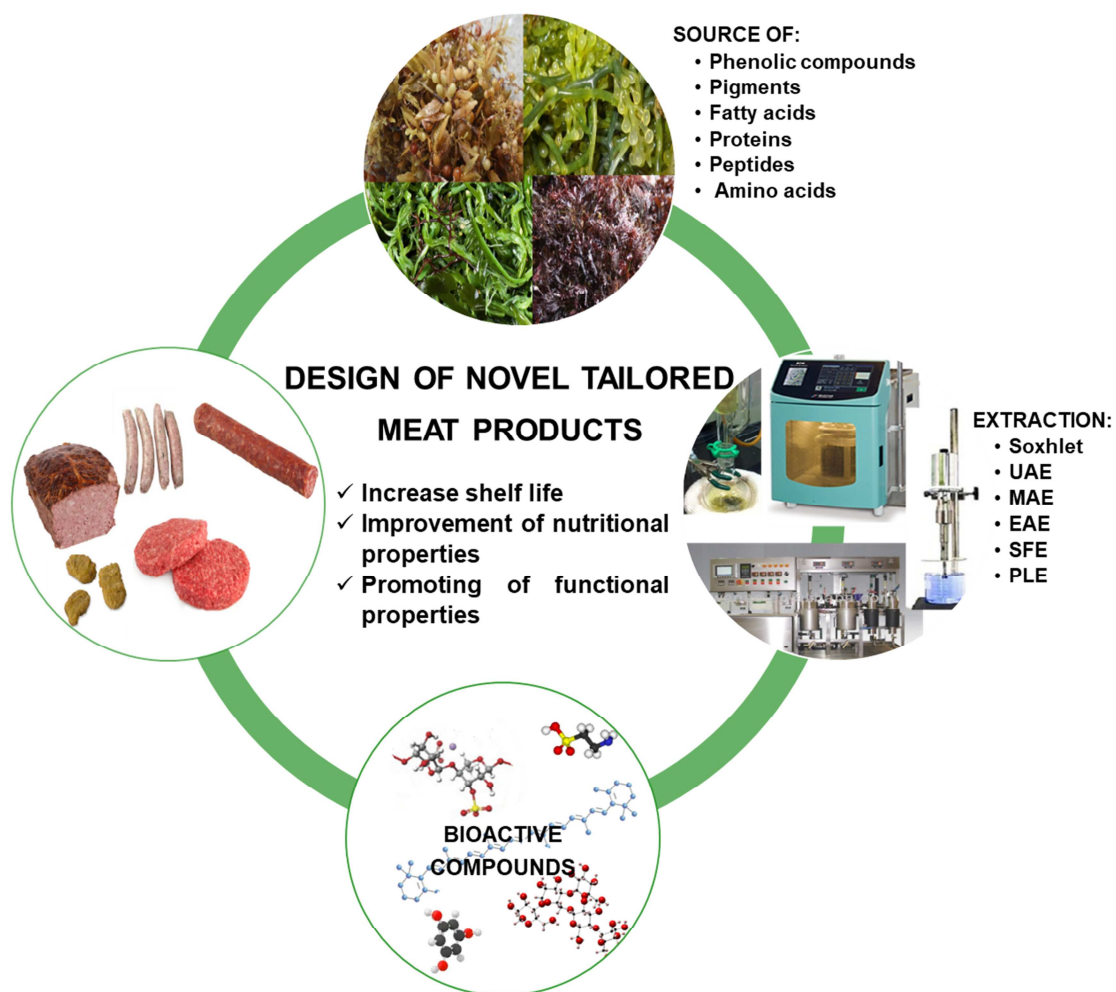 SOURCE OF:
• Phenolic compounds
• Pigments
• Fatty acids
• Proteins
• Peptides
• Amino acids
DESIGN OF NOVEL TAILORED
MEAT PRODUCTS
✓ Increase shelf life
✓ Improvement of nutritional
properties
✓ Promoting of functional
properties
EXTRACTION:
• Soxhlet
• UAE
• MAE
• EAE
• SFE
• PLE
BIOACTIVE
COMPOUNDS